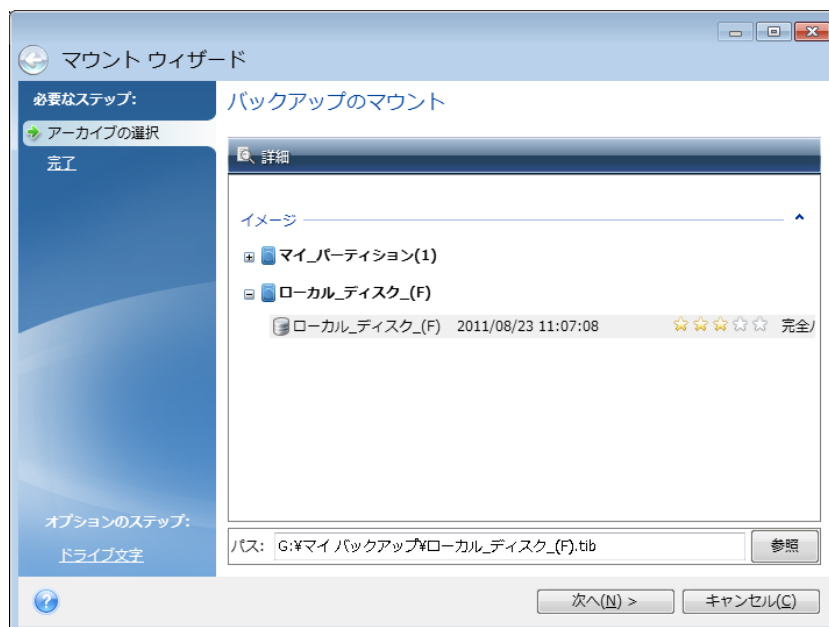 マウント ウィザード
必要なステップ:
アーカイブの選択
完了
バックアップのマウント
詳細
イメージ
マイ_パーティション(1)
ローカル_ディスク_(F)
ローカル_ディスク_(F) 2011/08/23 11:07:08 完全
オプションのステップ:
ドライブ文字
パス: G:¥マイ バックアップ¥ローカル_ディスク_(F).tib 参照
次へ(N) > キャンセル(C)